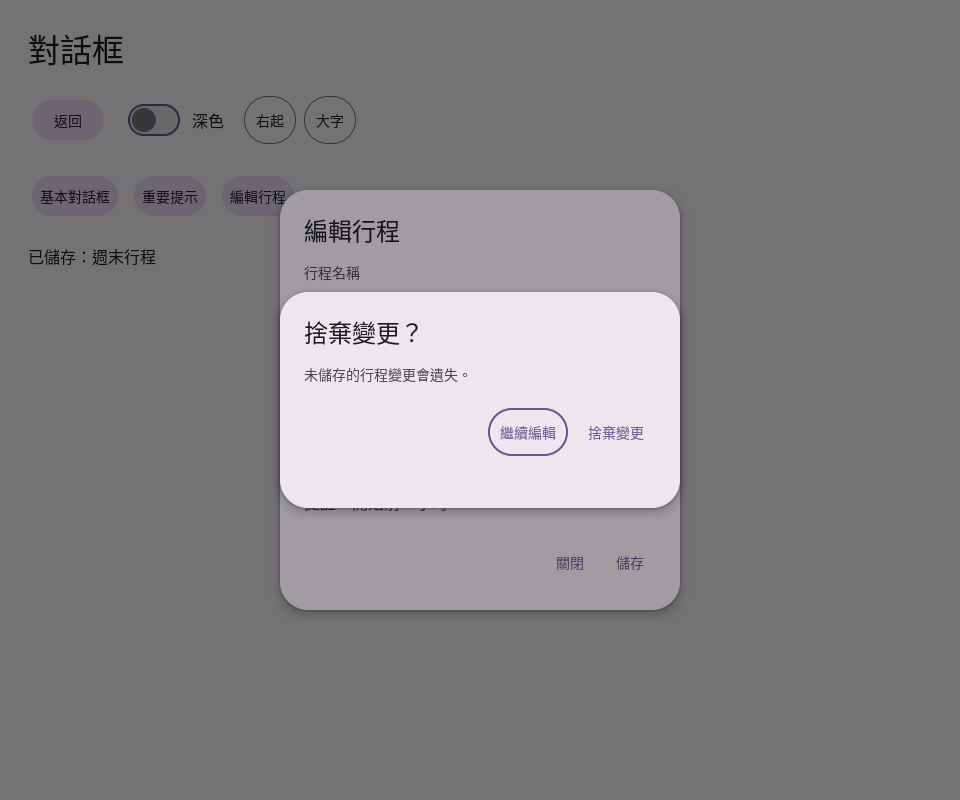 對話框
返回
深色
右起
大字
基本對話框
重要提示
編輯行程
已儲存：週末行程
編輯行程
行程名稱
捨棄變更？
未儲存的行程變更會遺失。
繼續編輯
捨棄變更
關閉
儲存